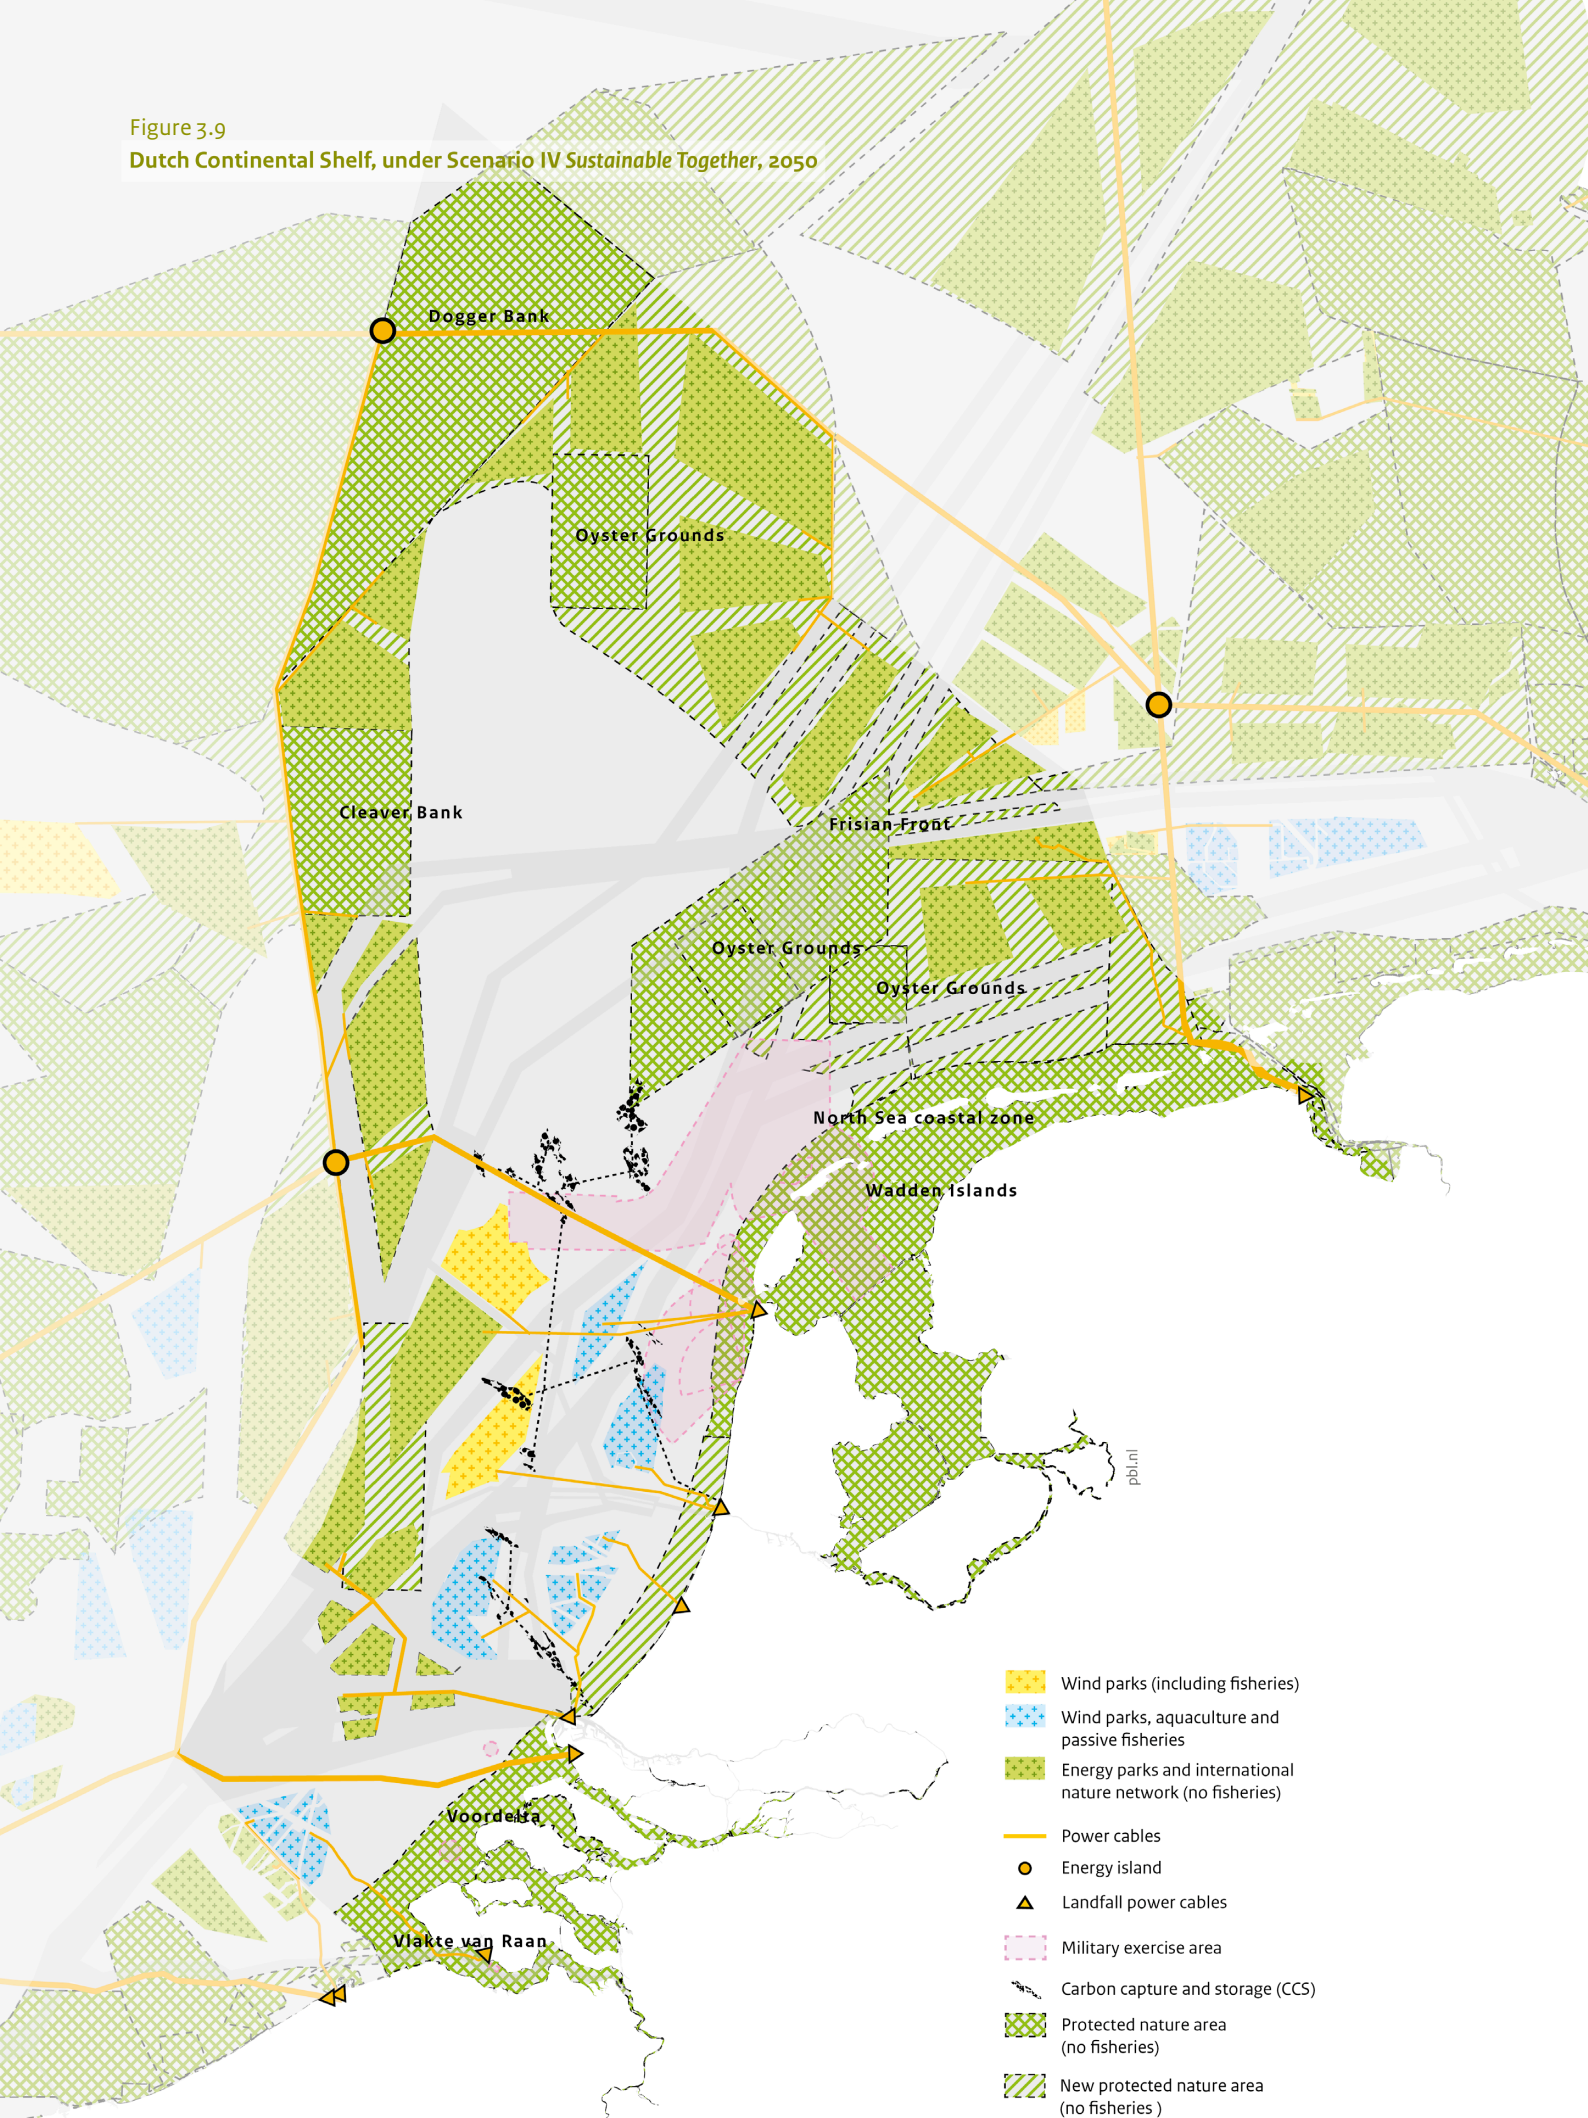 Figure 3.9
Dutch Continental Shelf, under Scenario IV Sustainable Together, 2050
Dogger Bank
Oyster Grounds
Cleaver Bank
Frisian Front
Oyster Grounds
Oyster Grounds
North Sea coastal zone
Wadden Islands
pbl.nl
Voordelta
Vlakte van Raan
Wind parks (including fisheries)
Wind parks, aquaculture and
passive fisheries
Energy parks and international
nature network (no fisheries)
Power cables
Energy island
Landfall power cables
Military exercise area
Carbon capture and storage (CCS)
Protected nature area
(no fisheries)
New protected nature area
(no fisheries )